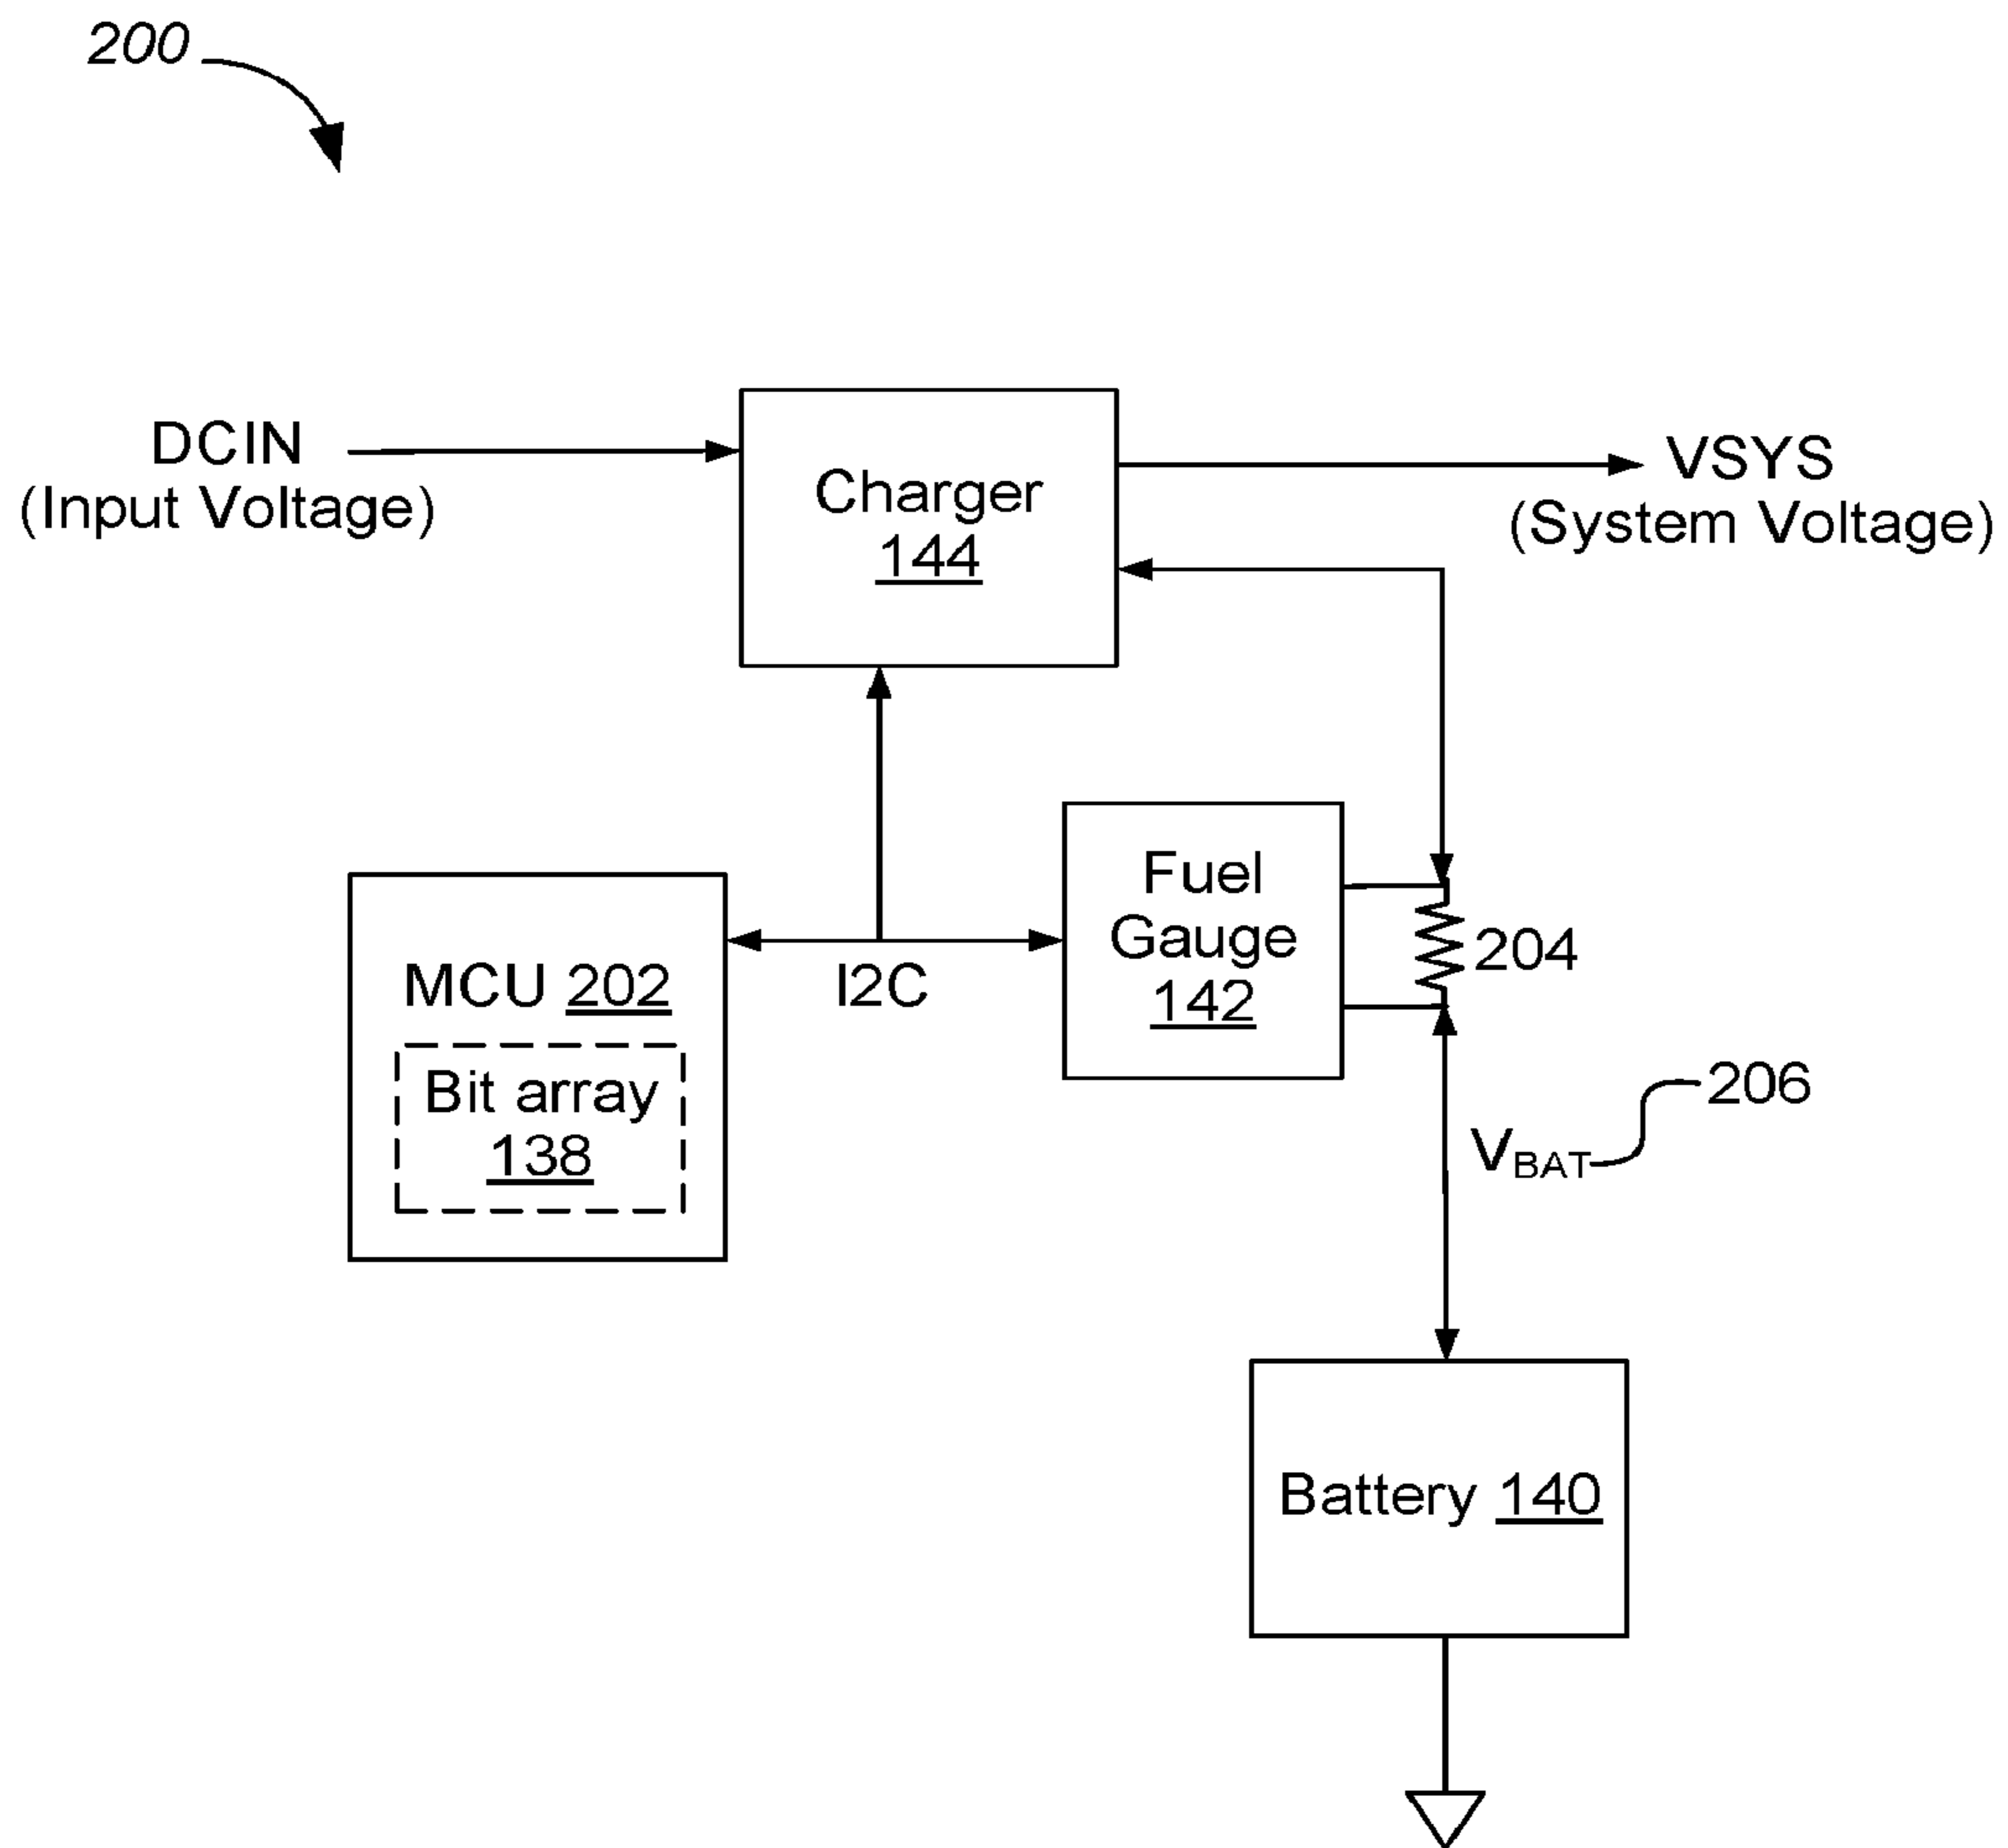 200
DCIN
(Input Voltage)
Charger
144
VSYS
(System Voltage)
Fuel
Gauge
142
204
MCU 202
I2C
Bit array
138
206
VBAT
Battery 140